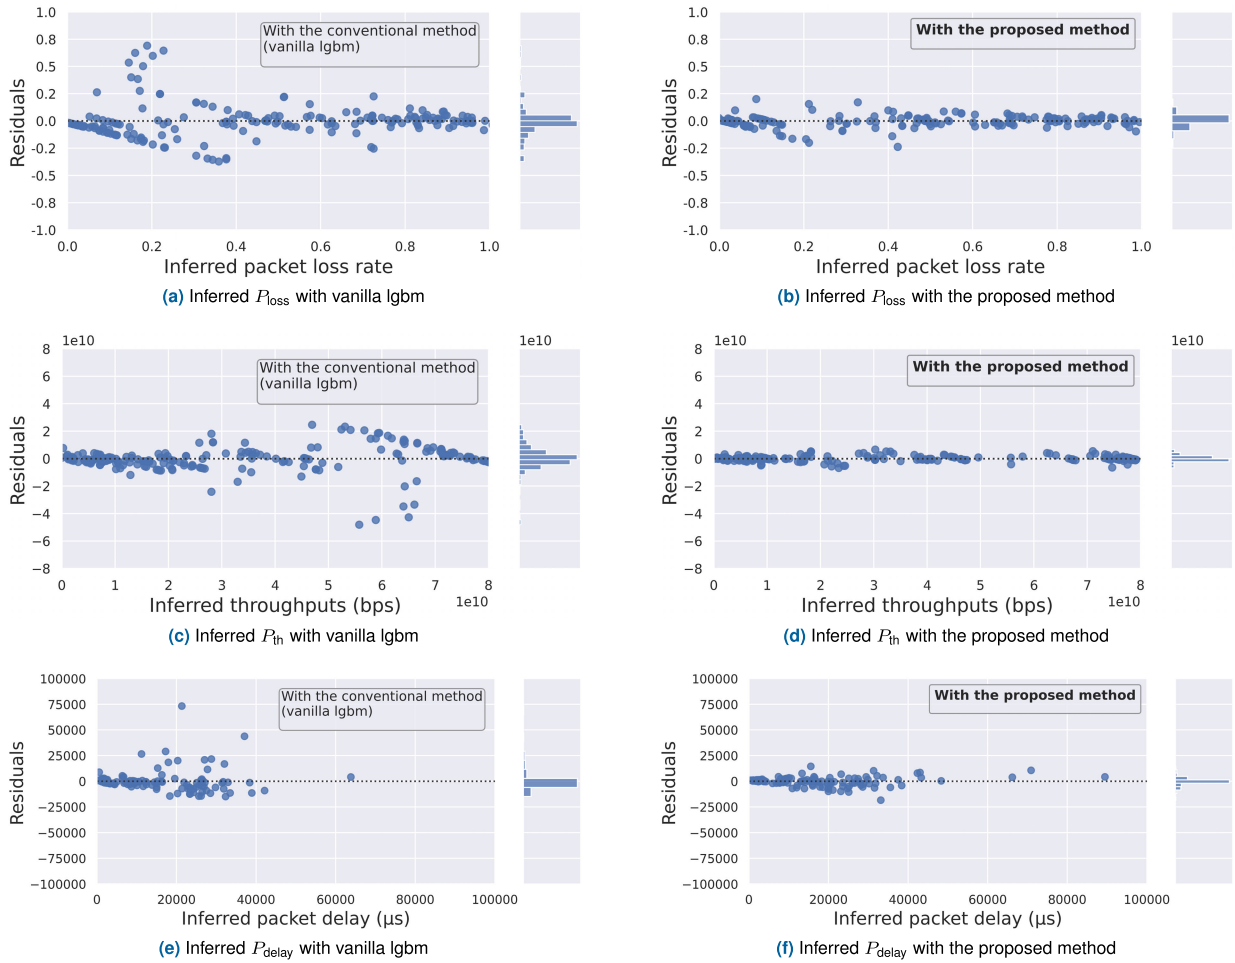 1.0
0.8
0.5
0.2
0.0
−0.2
−0.5
−0.8
-1.0
Residuals
With the conventional method
(vanilla lgbm)
0.0 0.2 0.4 0.6 0.8 1.0
Inferred packet loss rate
(a) Inferred P_loss with vanilla lgbm
1.0
0.8
0.5
0.2
0.0
-0.2
-0.5
-0.8
-1.0
Residuals
With the proposed method
0.0 0.2 0.4 0.6 0.8 1.0
Inferred packet loss rate
(b) Inferred P_loss with the proposed method
1e10 1e10
8
6
4
2
0
−2
−4
−6
−8
Residuals
With the conventional method
(vanilla lgbm)
0 1 2 3 4 5 6 7 8
1e10
Inferred throughputs (bps)
(c) Inferred P_th with vanilla lgbm
1e10 1e10
8
6
4
2
0
−2
−4
−6
−8
Residuals
With the proposed method
0 1 2 3 4 5 6 7 8
1e10
Inferred throughputs (bps)
(d) Inferred P_th with the proposed method
100000
75000
50000
25000
0
−25000
−50000
−75000
−100000
Residuals
With the conventional method
(vanilla lgbm)
0 20000 40000 60000 80000 100000
Inferred packet delay (μs)
(e) Inferred P_delay with vanilla lgbm
100000
75000
50000
25000
0
−25000
−50000
−75000
−100000
Residuals
With the proposed method
0 20000 40000 60000 80000 100000
Inferred packet delay (μs)
(f) Inferred P_delay with the proposed method